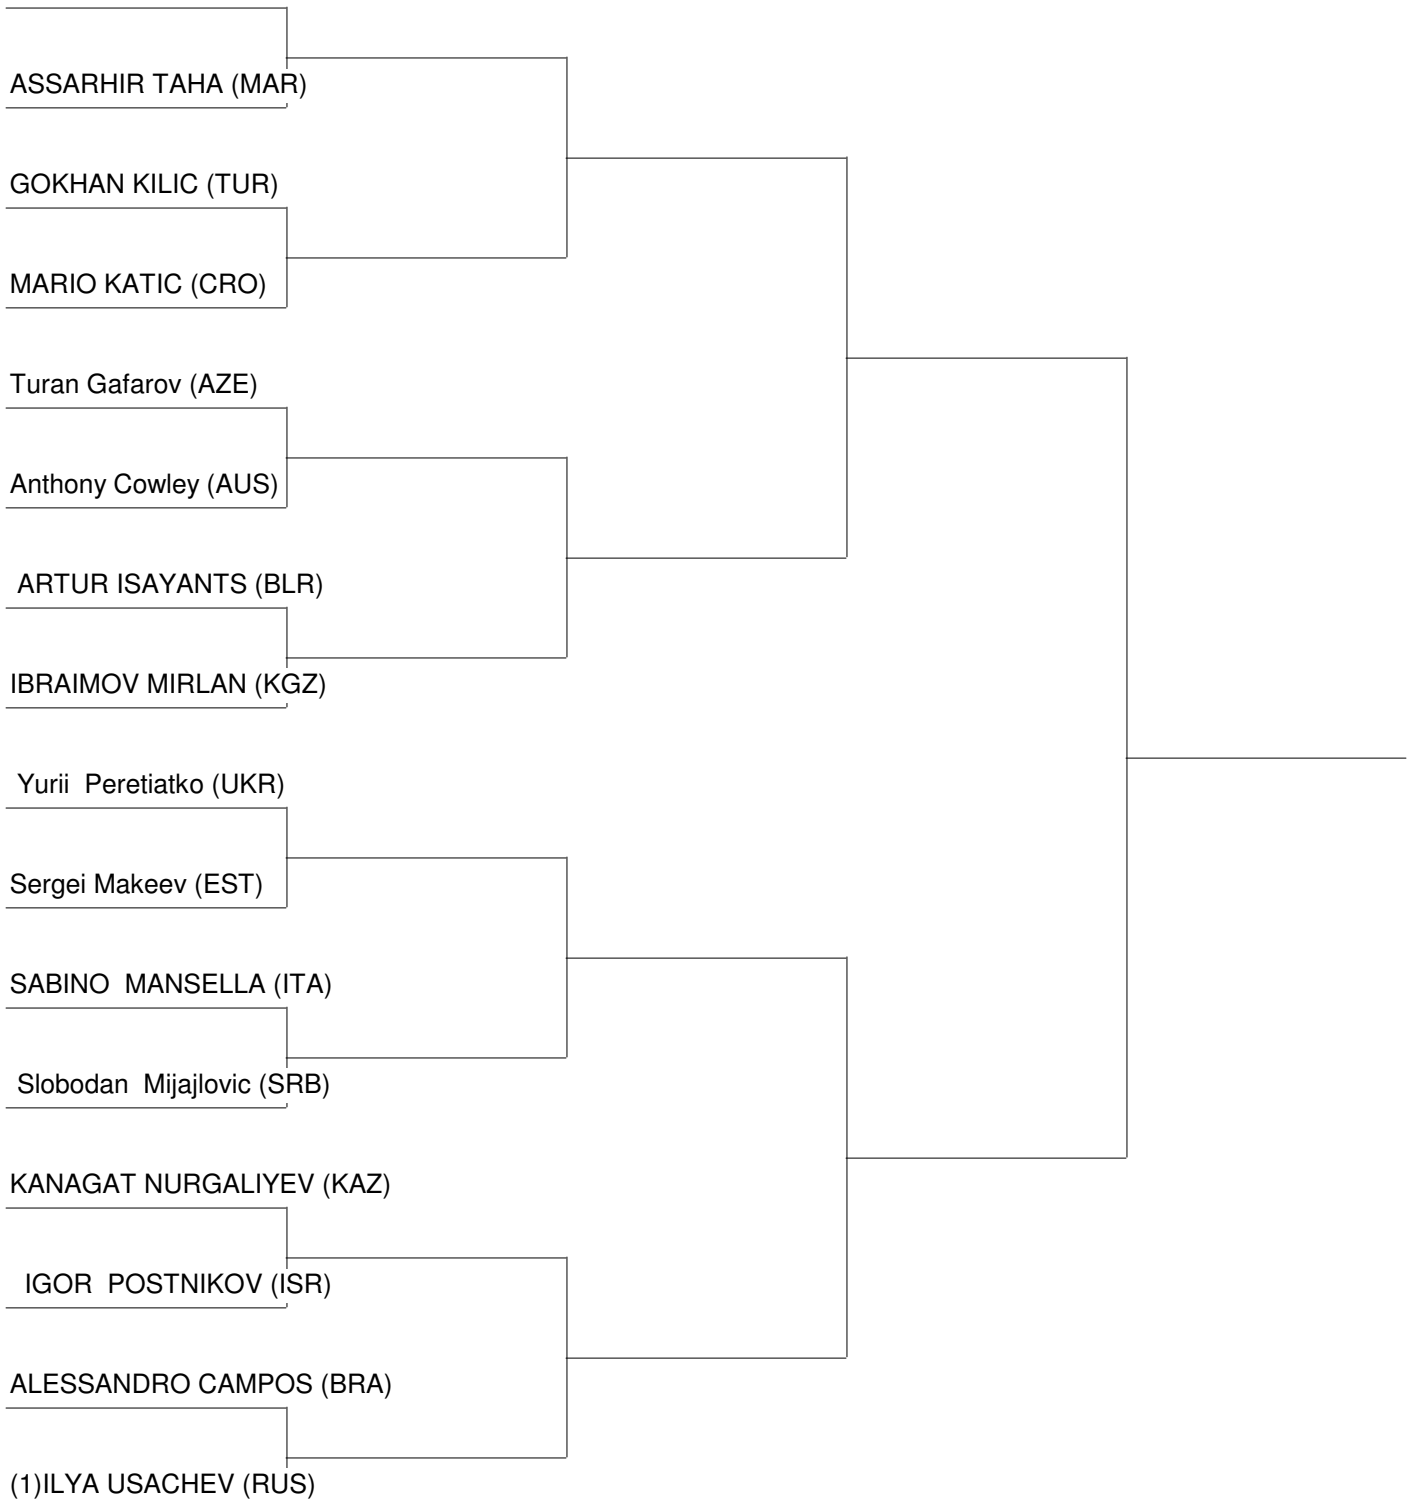 ASSARHIR TAHA (MAR)
GOKHAN KILIC (TUR)
MARIO KATIC (CRO)
Turan Gafarov (AZE)
Anthony Cowley (AUS)
ARTUR ISAYANTS (BLR)
IBRAIMOV MIRLAN (KGZ)
Yurii  Peretiatko (UKR)
Sergei Makeev (EST)
SABINO  MANSELLA (ITA)
Slobodan  Mijajlovic (SRB)
KANAGAT NURGALIYEV (KAZ)
IGOR  POSTNIKOV (ISR)
ALESSANDRO CAMPOS (BRA)
(1)ILYA USACHEV (RUS)